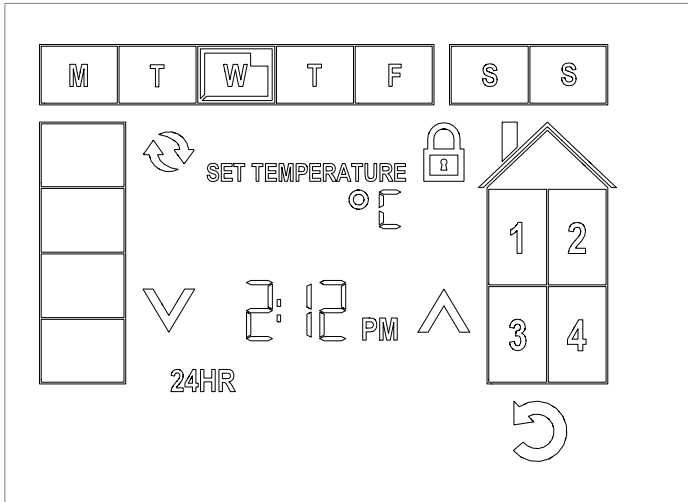 M T W T F S S
SET TEMPERATURE
°C
1 2
2:12 PM
3 4
24HR